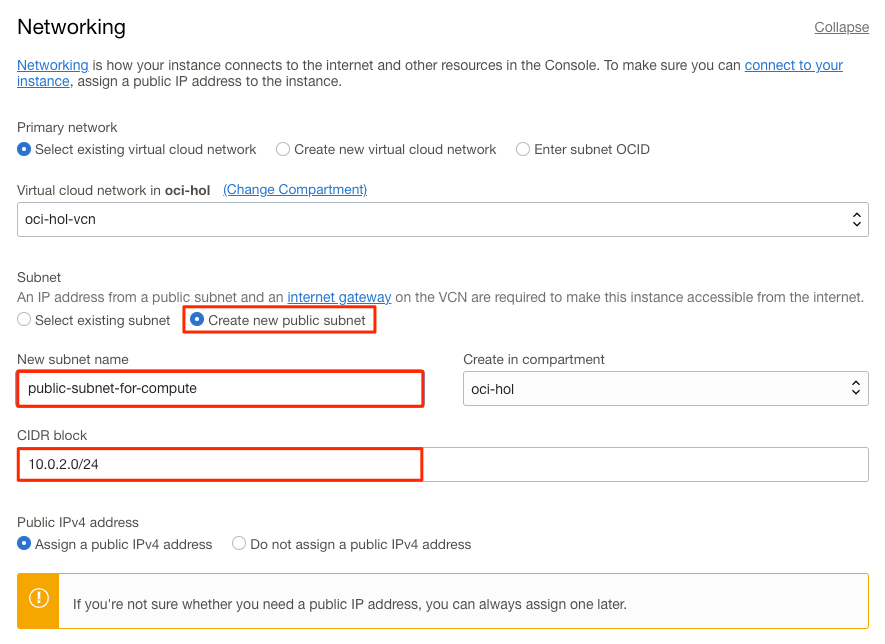 Networking
Collapse
Networking is how your instance connects to the internet and other resources in the Console. To make sure you can connect to your
instance, assign a public IP address to the instance.
Primary network
Select existing virtual cloud network Create new virtual cloud network Enter subnet OCID
Virtual cloud network in oci-hol (Change Compartment)
oci-hol-vcn
Subnet
An IP address from a public subnet and an internet gateway on the VCN are required to make this instance accessible from the internet.
Select existing subnet Create new public subnet
New subnet name Create in compartment
public-subnet-for-compute oci-hol
CIDR block
10.0.2.0/24
Public IPv4 address
Assign a public IPv4 address Do not assign a public IPv4 address
If you're not sure whether you need a public IP address, you can always assign one later.